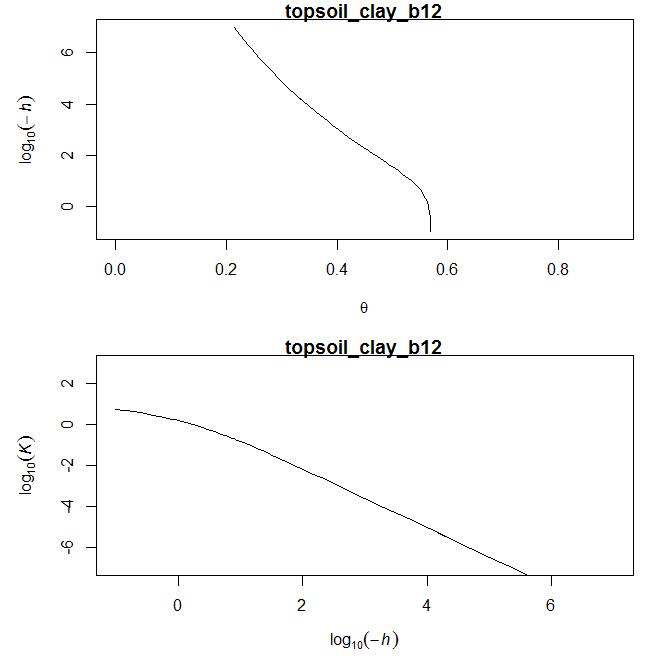 topsoil_clay_b12
log10(−h)
6
4
2
0
0.0 0.2 0.4 0.6 0.8
θ
topsoil_clay_b12
log10(K)
2
0
-2
-4
-6
0 2 4 6
log10(−h)